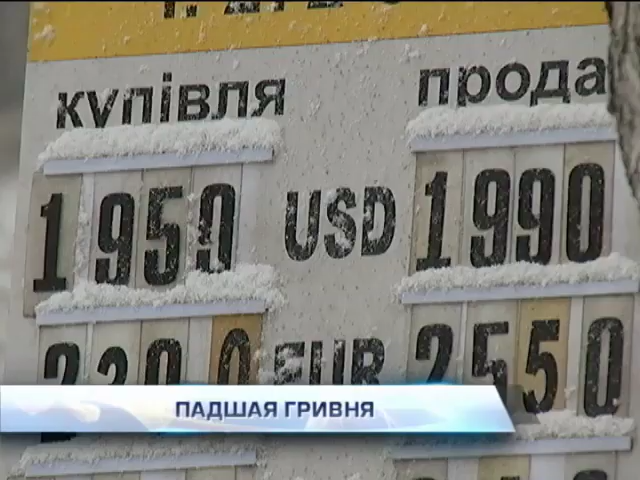 купівля прода
1950 USD 1990
EUR 2550
ПАДШАЯ ГРИВНЯ